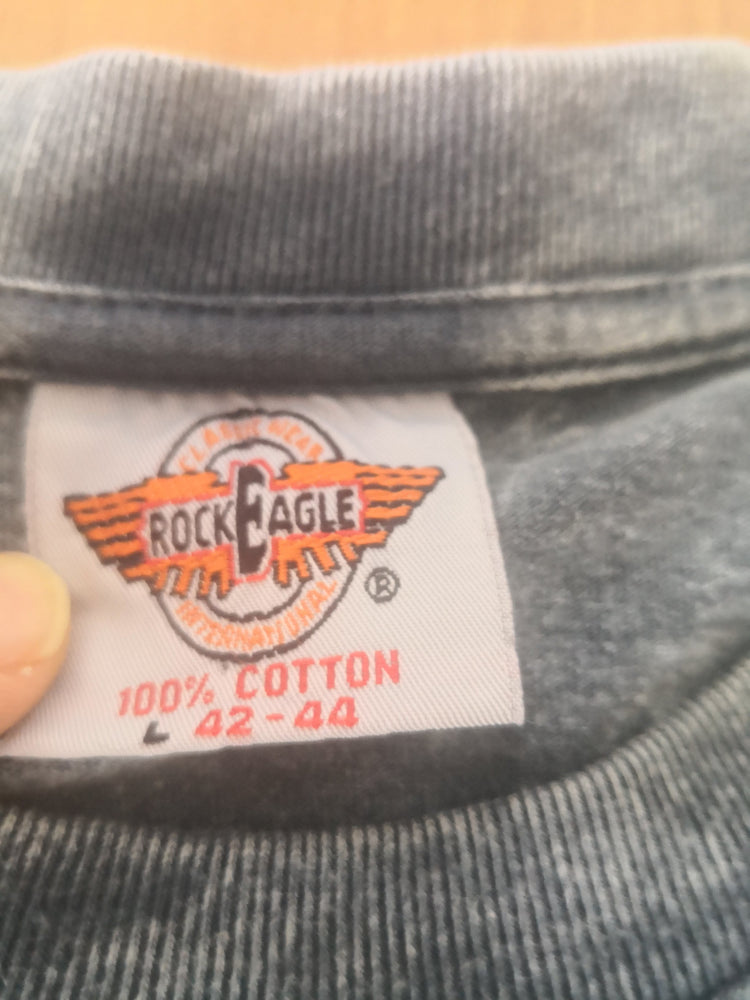 CLASSIC WEAR
ROCK EAGLE
INTERNATIONAL
®
100% COTTON
L 42-44